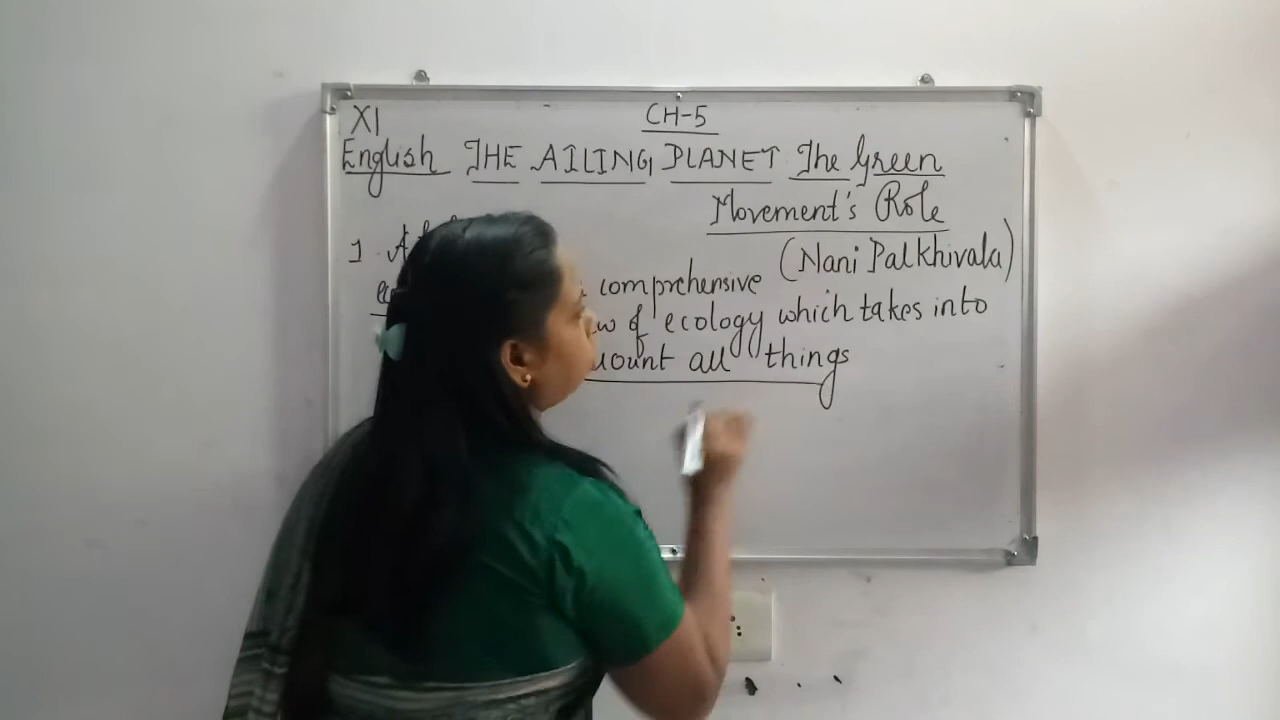 XI
CH-5
English THE AILING PLANET The Green
Movement's Role
(Nani Palkhivala)
1
comprehensive
of ecology which takes into
all things